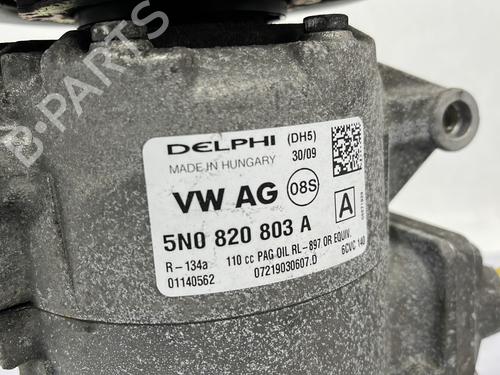 B-PARTS
DELPHI (DH5)
MADE IN HUNGARY 30/09
VW AG 08S
A
5N0 820 803 A
R-134a 110 cc PAG OIL RL-897 OR EQUIV.
01140562 07219030607.0 6CVC 140